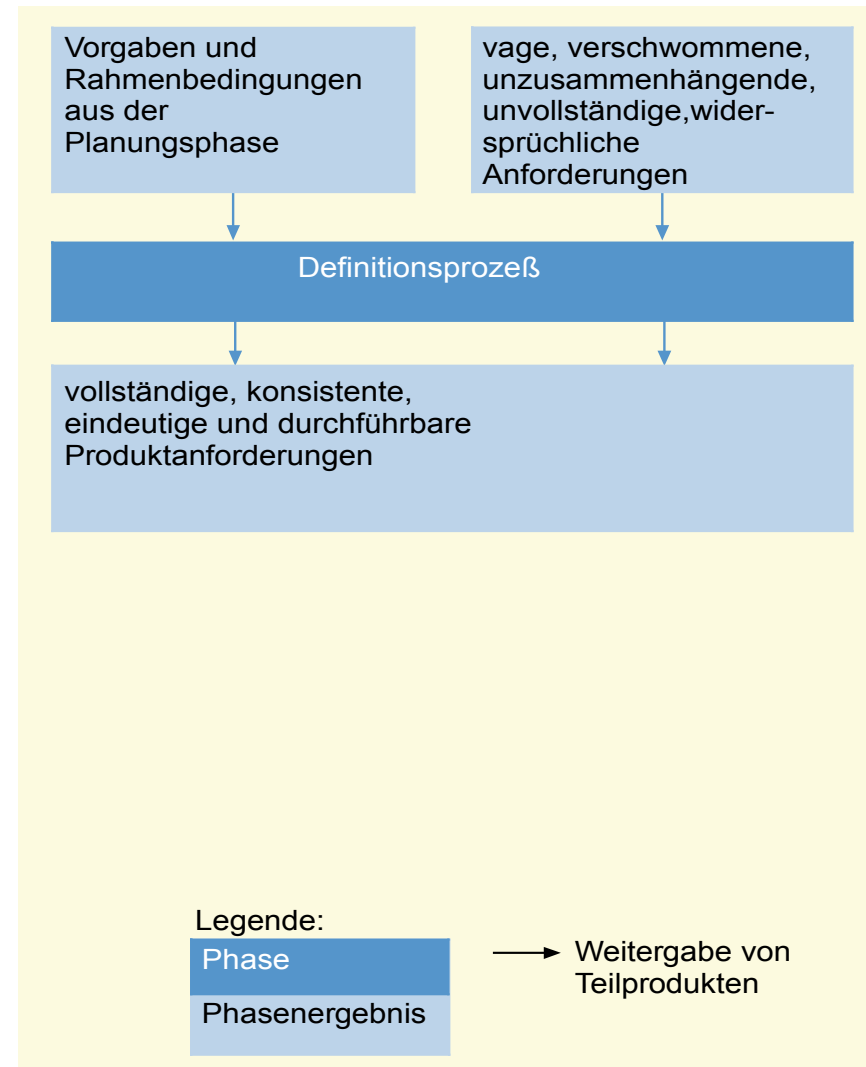 Vorgaben und
Rahmenbedingungen
aus der
Planungsphase
vage, verschwommene,
unzusammenhängende,
unvollständige,wider-
sprüchliche
Anforderungen
Definitionsprozeß
vollständige, konsistente,
eindeutige und durchführbare
Produktanforderungen
Legende:
Phase
Phasenergebnis
Weitergabe von
Teilprodukten